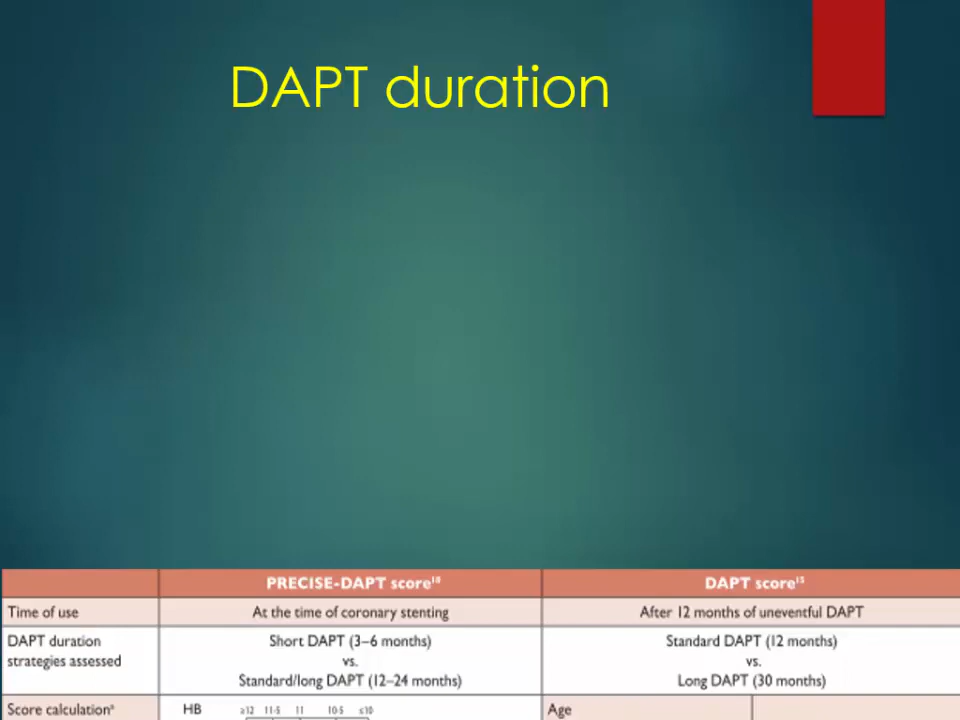 DAPT duration
PRECISE-DAPT score¹⁸ DAPT score¹⁵
Time of use At the time of coronary stenting After 12 months of uneventful DAPT
DAPT duration strategies assessed Short DAPT (3–6 months) vs. Standard/long DAPT (12–24 months) Standard DAPT (12 months) vs. Long DAPT (30 months)
Score calculationᵃ HB ≥12 11·5 11 10·5 ≤10 Age